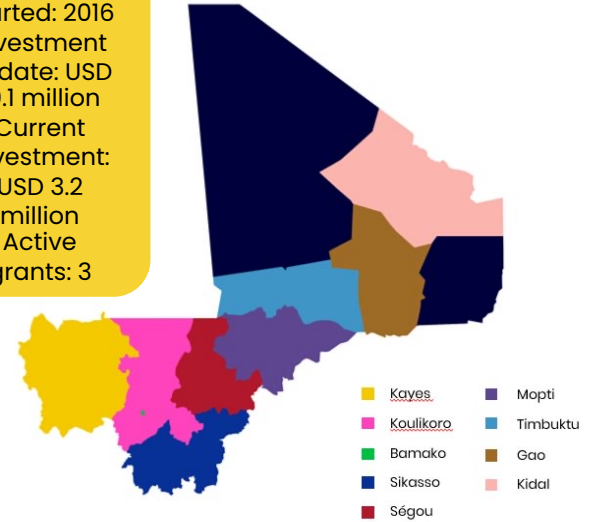 rted: 2016
vestment
date: USD
.1 million
Current
vestment:
USD 3.2
million
Active
grants: 3
Kayes
Koulikoro
Bamako
Sikasso
Ségou
Mopti
Timbuktu
Gao
Kidal